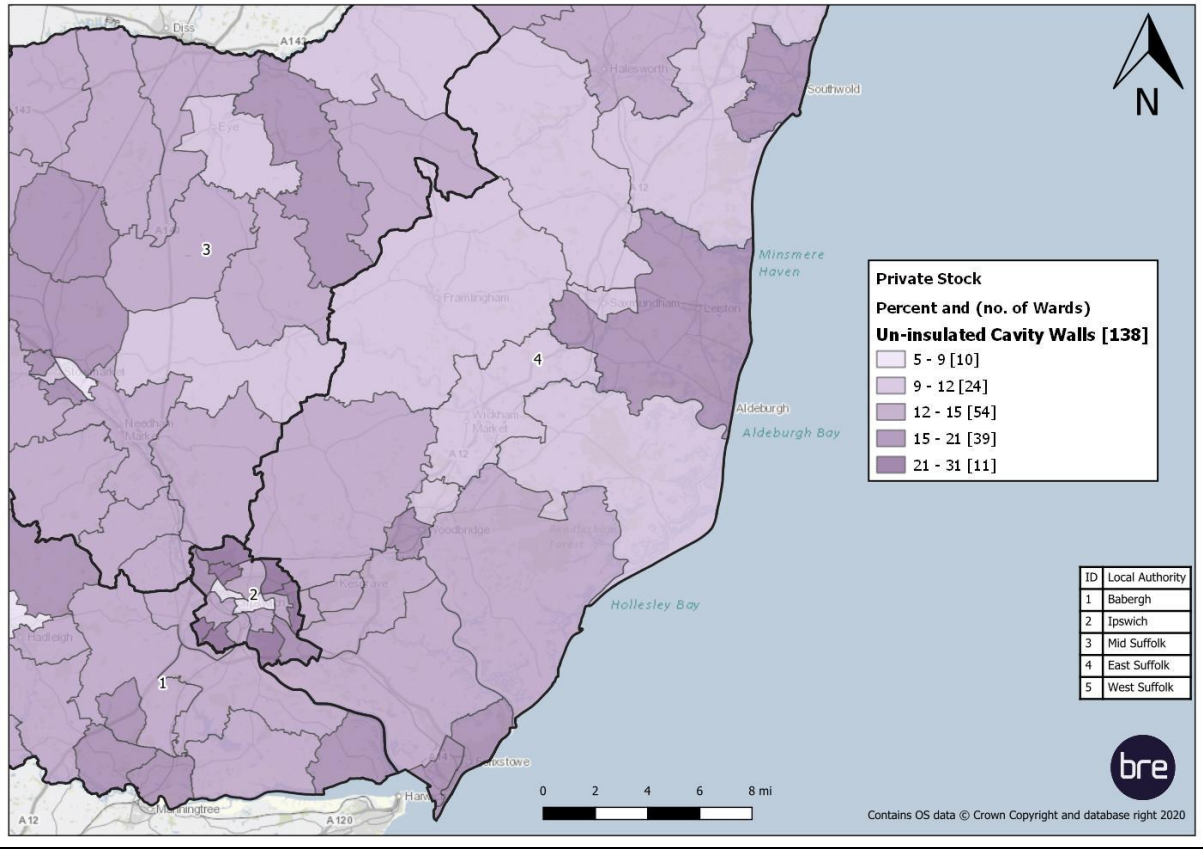 Diss
A143
N
Halesworth
Southwold
143
Eye
A12
A140
3
Minsmere
Haven
Private Stock
Percent and (no. of Wards)
Un-insulated Cavity Walls [138]
5 - 9 [10]
9 - 12 [24]
12 - 15 [54]
15 - 21 [39]
21 - 31 [11]
Framlingham
Saxmundham
Leiston
4
Aldeburgh
Aldeburgh Bay
Wickham
Market
Needham
Market
A12
Woodbridge
2
Kesgrave
Hollesley Bay
Hadleigh
1
ID Local Authority
1 Babergh
2 Ipswich
3 Mid Suffolk
4 East Suffolk
5 West Suffolk
bre
Felixstowe
Harw
0 2 4 6 8 mi
Manningtree
A12
A120
Contains OS data © Crown Copyright and database right 2020